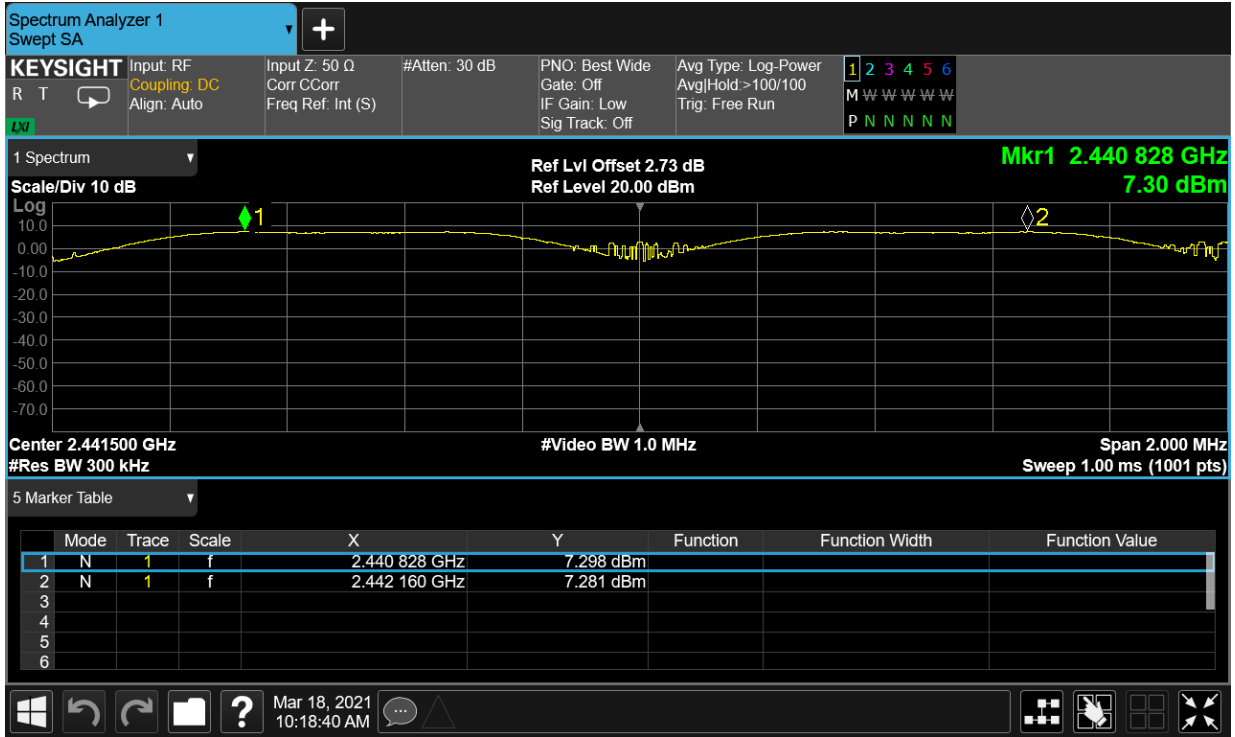 Spectrum Analyzer 1
Swept SA
KEYSIGHT
R T
LXI
Input: RF
Coupling: DC
Align: Auto
Input Z: 50 Ω
Corr CCorr
Freq Ref: Int (S)
#Atten: 30 dB
PNO: Best Wide
Gate: Off
IF Gain: Low
Sig Track: Off
Avg Type: Log-Power
Avg|Hold:>100/100
Trig: Free Run
1 2 3 4 5 6
M W W W W W
P N N N N N
1 Spectrum
Scale/Div 10 dB
Ref Lvl Offset 2.73 dB
Ref Level 20.00 dBm
Mkr1 2.440 828 GHz
7.30 dBm
Log
1
2
10.0
0.00
-10.0
-20.0
-30.0
-40.0
-50.0
-60.0
-70.0
Center 2.441500 GHz
#Video BW 1.0 MHz
Span 2.000 MHz
#Res BW 300 kHz
Sweep 1.00 ms (1001 pts)
5 Marker Table
Mode Trace Scale X Y Function Function Width Function Value
1 N 1 f 2.440 828 GHz 7.298 dBm
2 N 1 f 2.442 160 GHz 7.281 dBm
3
4
5
6
?
Mar 18, 2021
10:18:40 AM